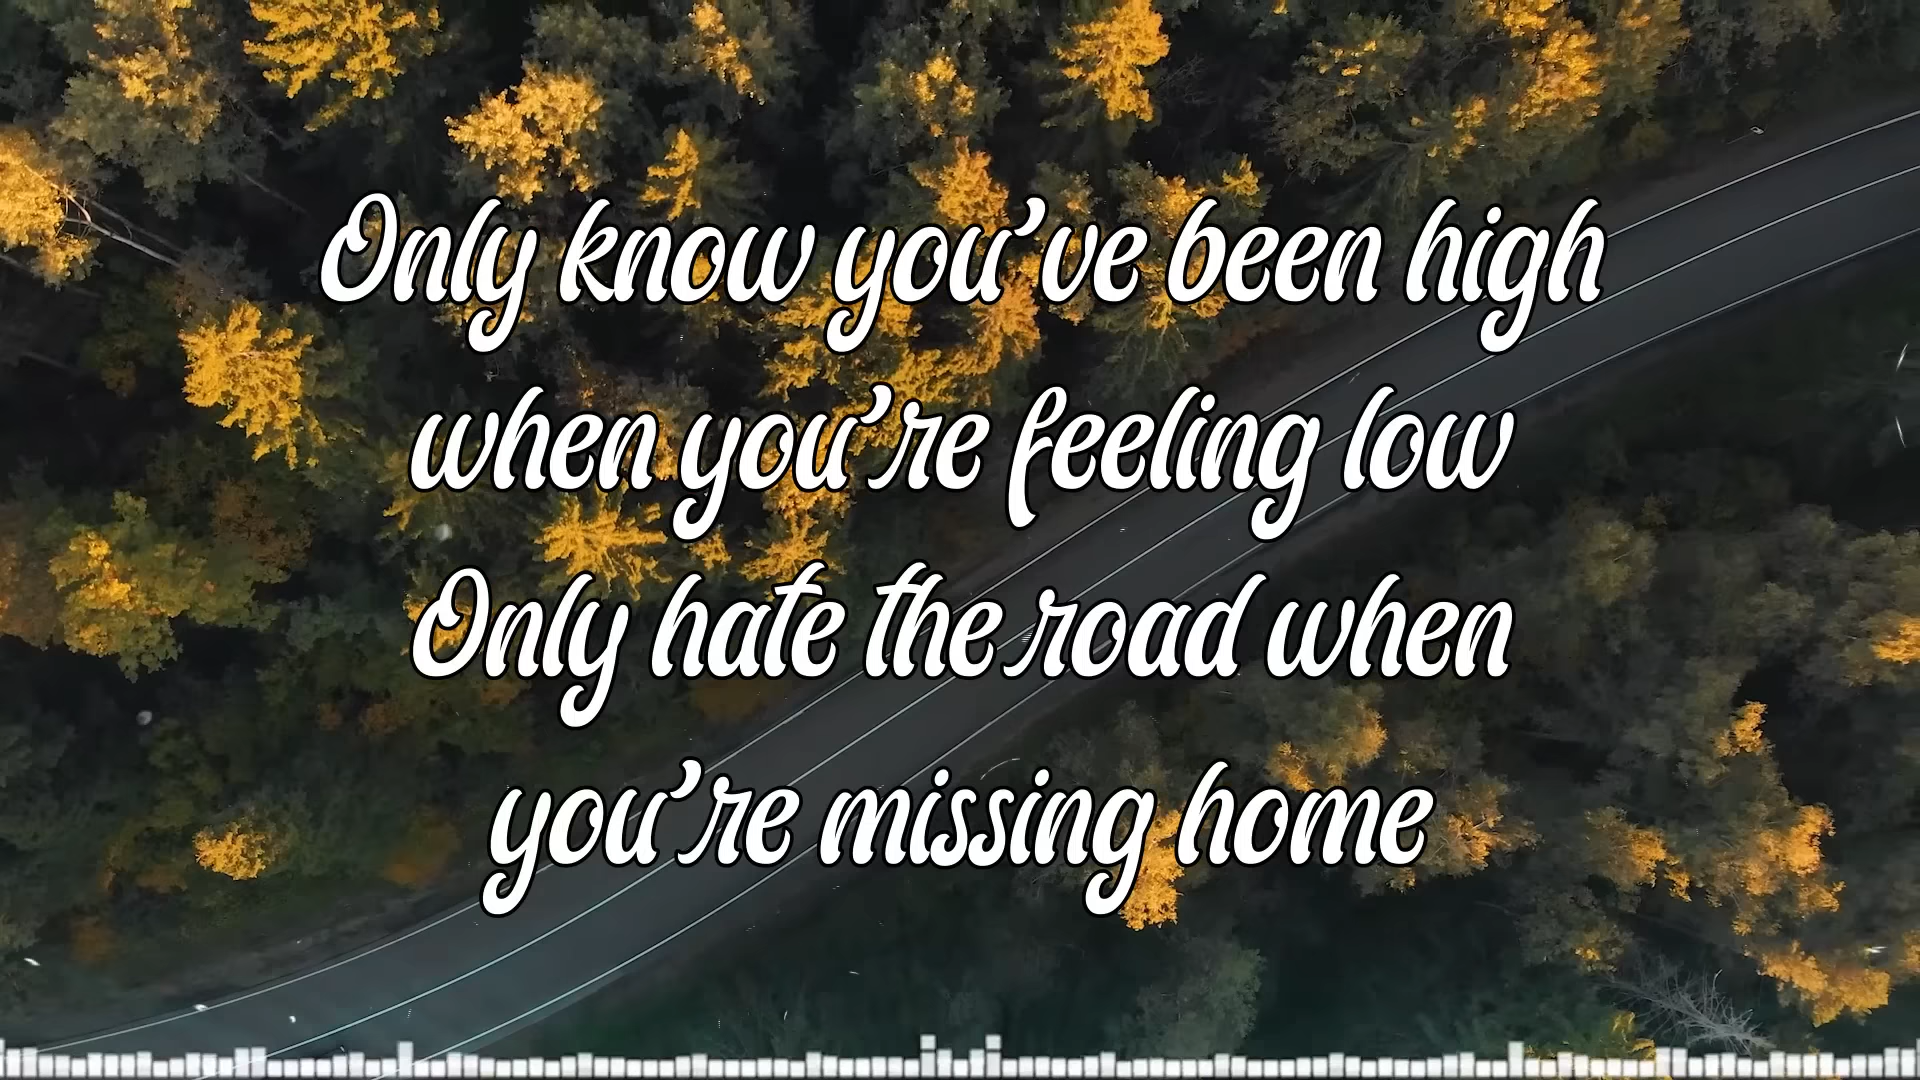 Only know you've been high
when you're feeling low
Only hate the road when
you're missing home